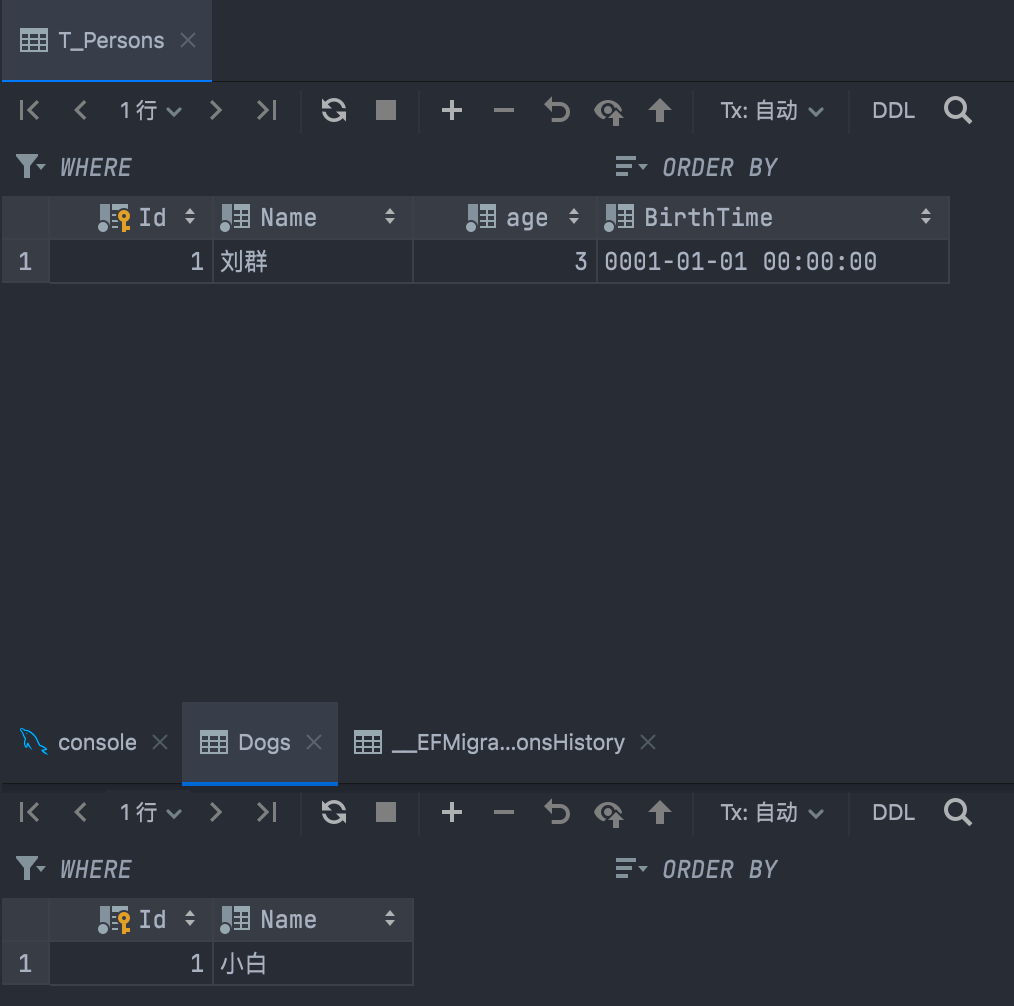 T_Persons
1 行 Tx: 自动 DDL
WHERE ORDER BY
Id Name age BirthTime
1 1 刘群 3 0001-01-01 00:00:00
console Dogs __EFMigra...onsHistory
1 行 Tx: 自动 DDL
WHERE ORDER BY
Id Name
1 1 小白